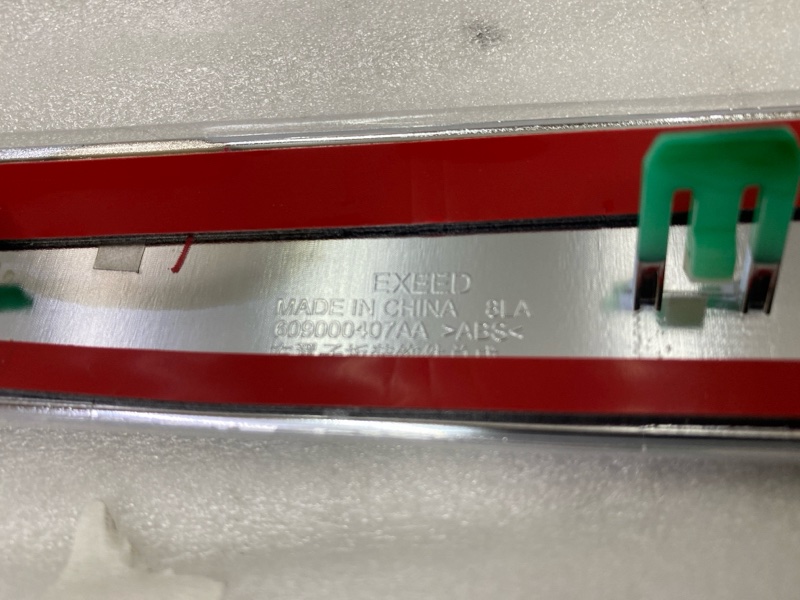 EXEED
MADE IN CHINA 8LA
609000407AA >ABS<